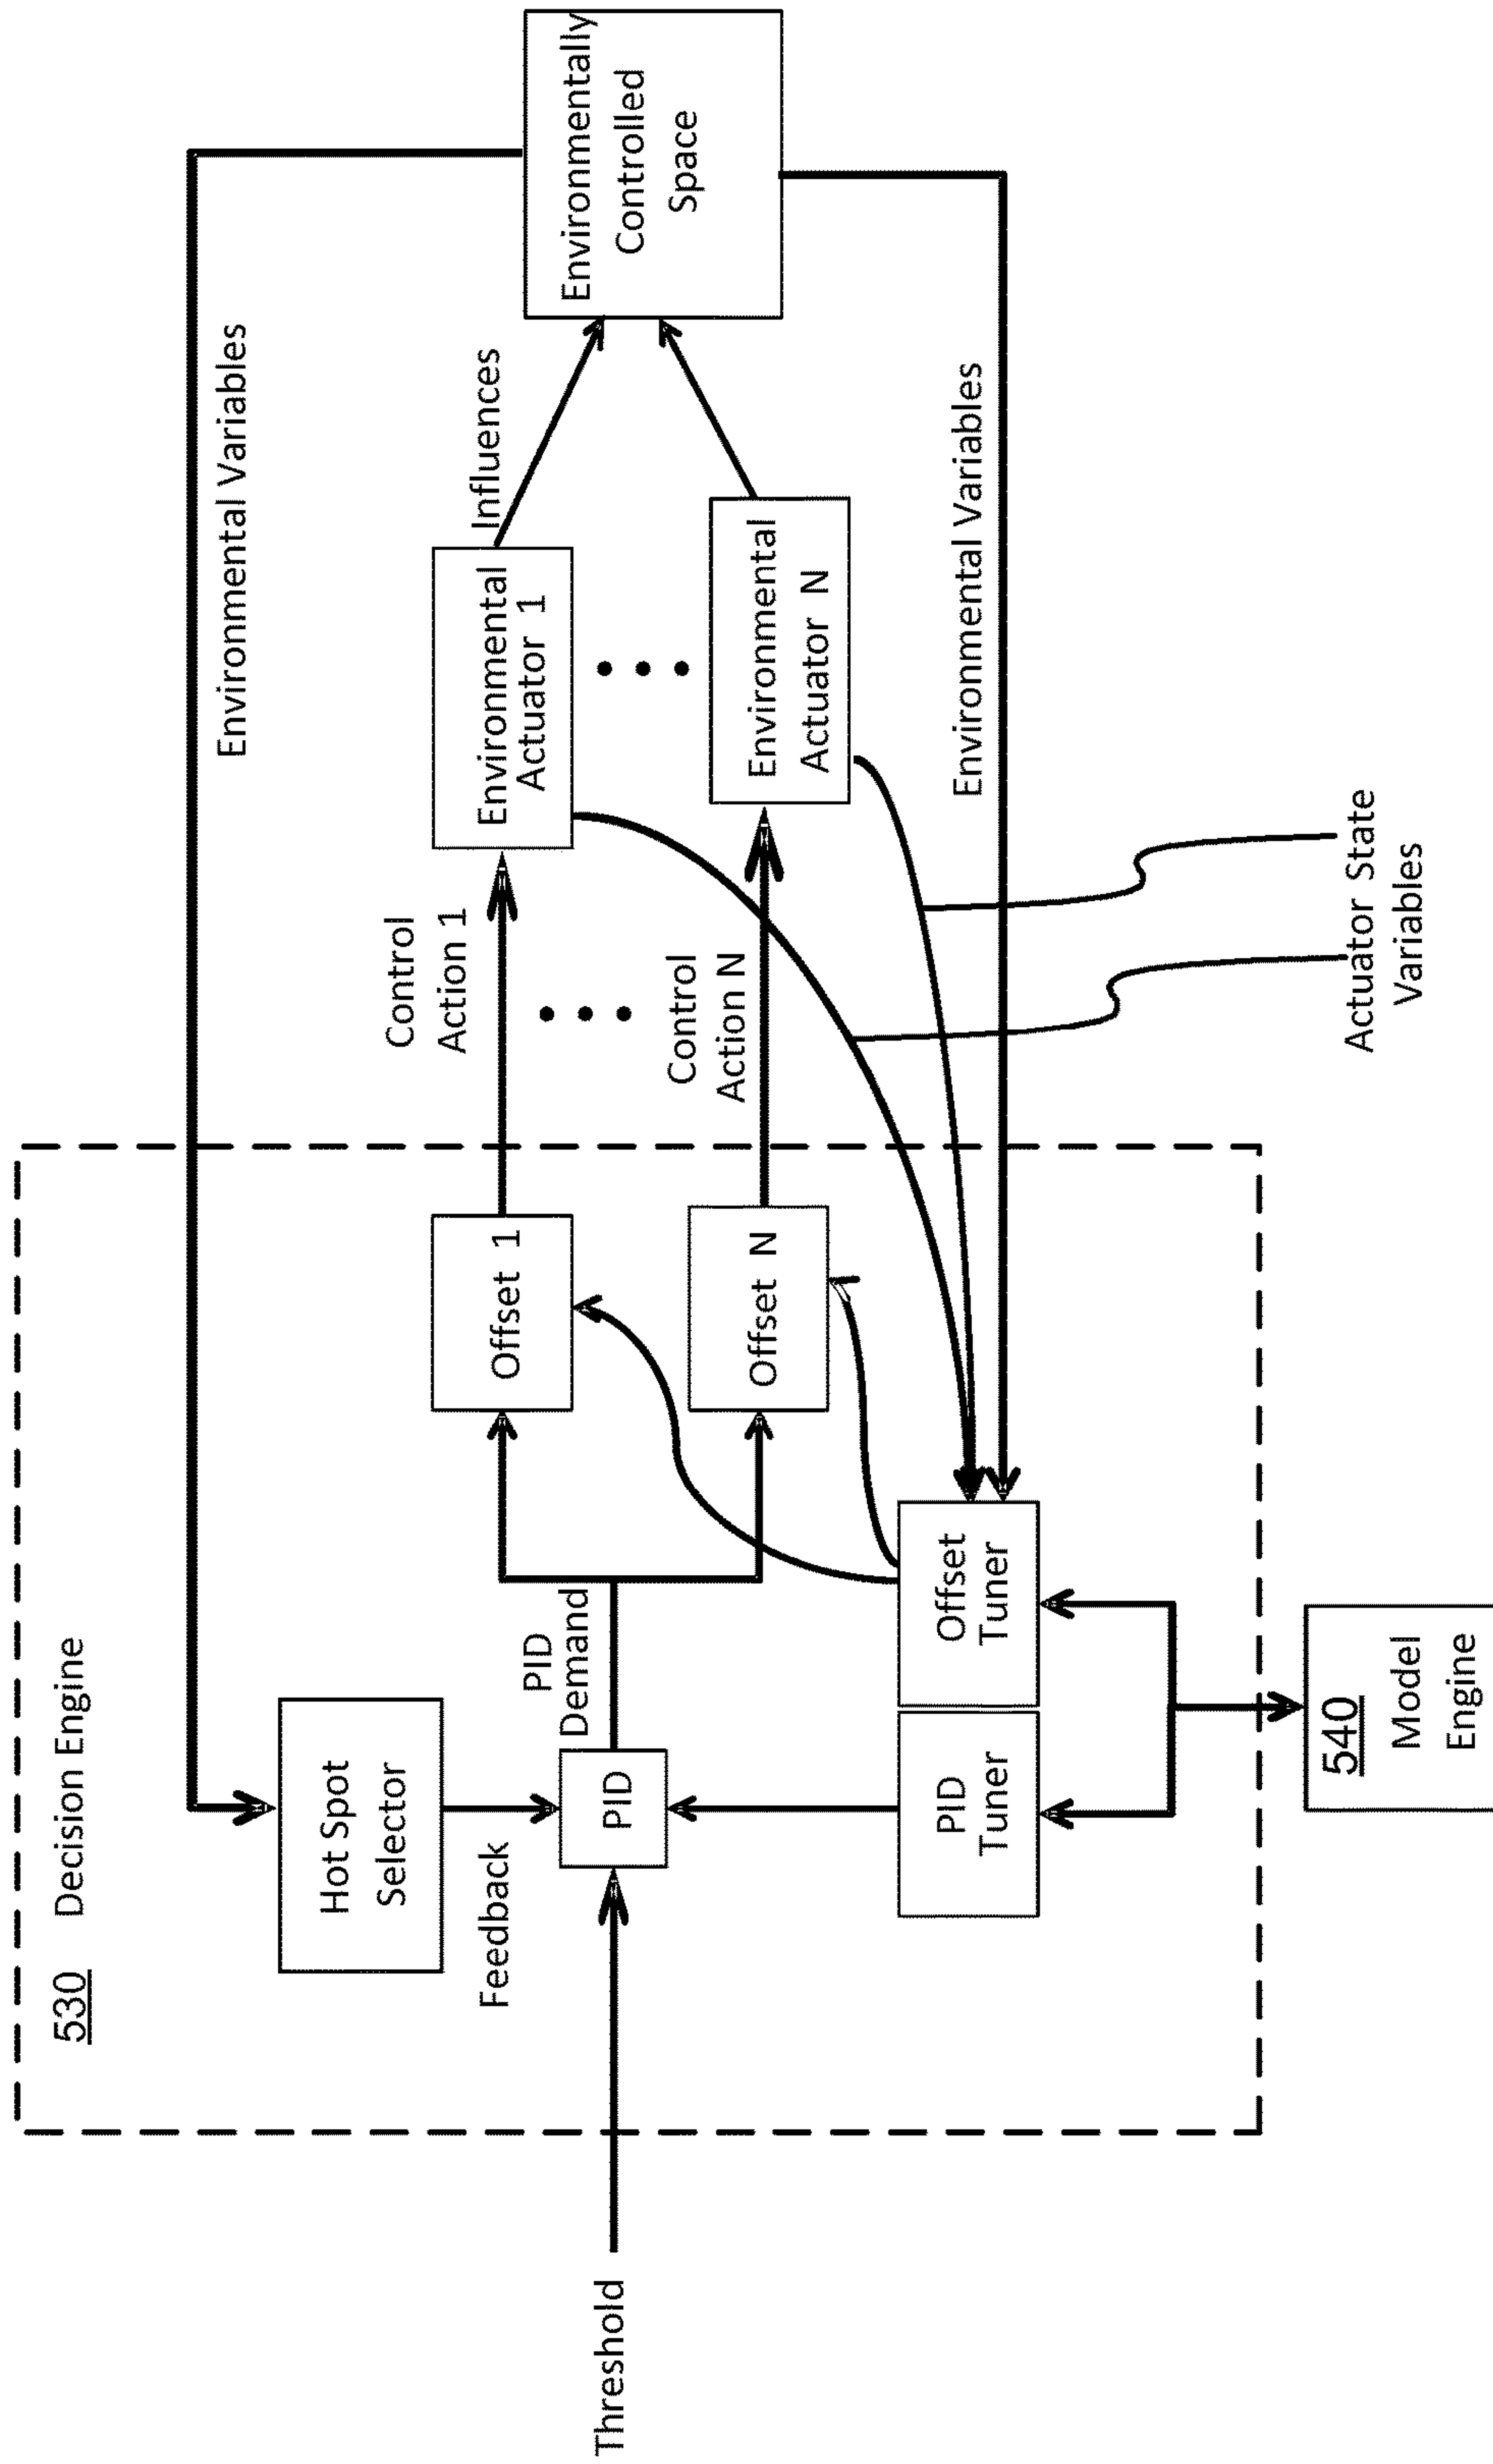 530 Decision Engine
Environmental Variables
Hot Spot
Selector
Feedback
Threshold
PID
PID
Demand
Offset 1
Offset N
Control
Action 1
Control
Action N
Environmental
Actuator 1
Environmental
Actuator N
Influences
Environmentally
Controlled
Space
PID
Tuner
Offset
Tuner
Environmental Variables
Actuator State
Variables
540
Model
Engine